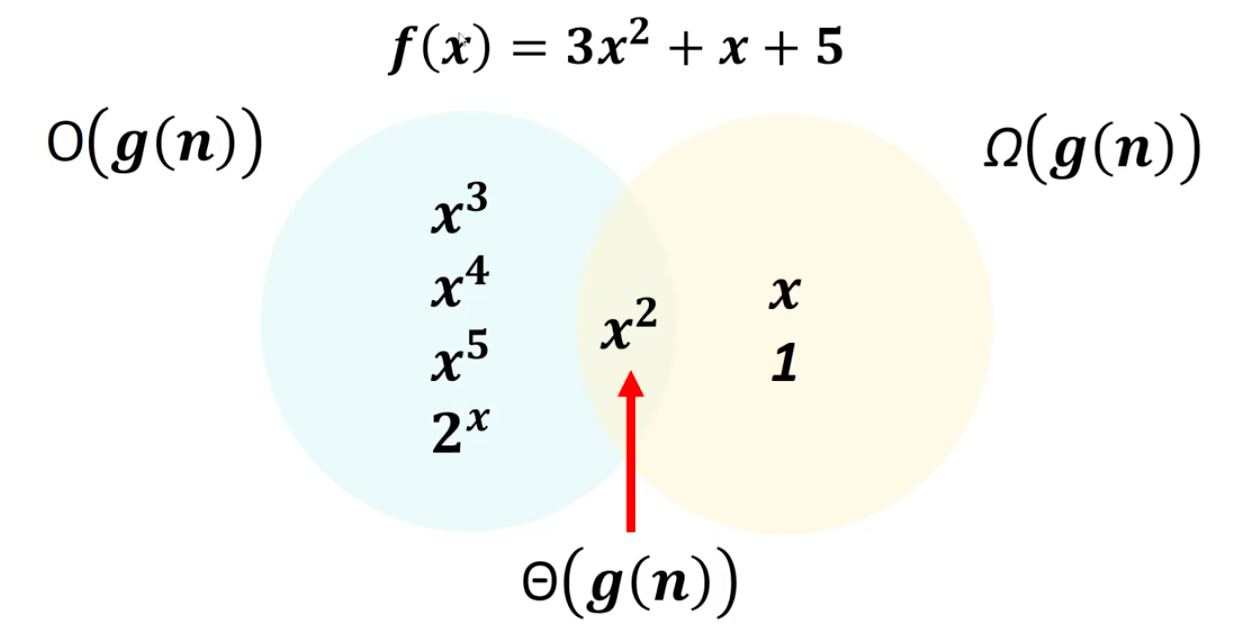 f(x) = 3x² + x + 5
O(g(n))
Ω(g(n))
x³
x⁴
x⁵
2ˣ
x²
x
1
Θ(g(n))